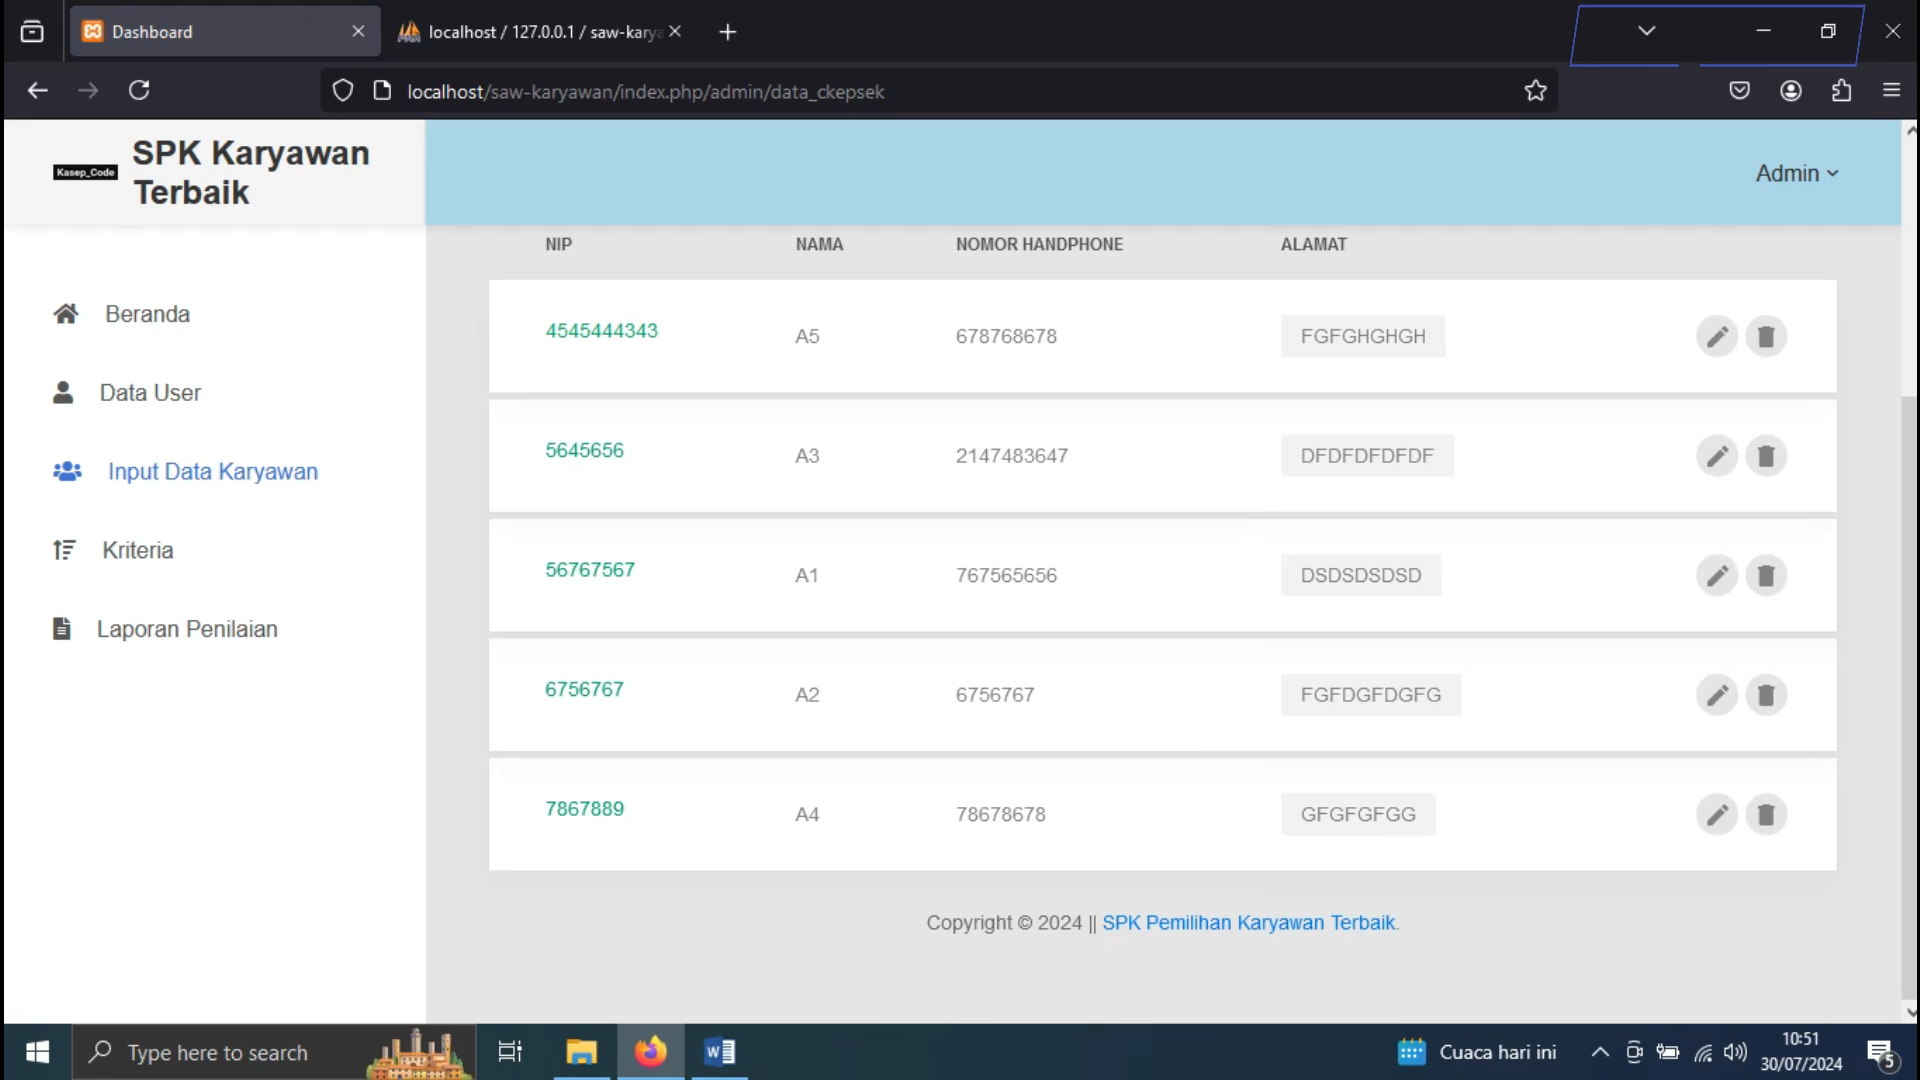 Dashboard
localhost / 127.0.0.1 / saw-karya
localhost/saw-karyawan/index.php/admin/data_ckepsek
Kasep_Code
SPK Karyawan
Terbaik
Admin
Beranda
Data User
Input Data Karyawan
Kriteria
Laporan Penilaian
NIP NAMA NOMOR HANDPHONE ALAMAT
4545444343 A5 678768678 FGFGHGHGH
5645656 A3 2147483647 DFDFDFDFDF
56767567 A1 767565656 DSDSDSDSD
6756767 A2 6756767 FGFDGFDGFG
7867889 A4 78678678 GFGFGFGG
Copyright © 2024 || SPK Pemilihan Karyawan Terbaik.
Type here to search
Cuaca hari ini
10:51
30/07/2024
5